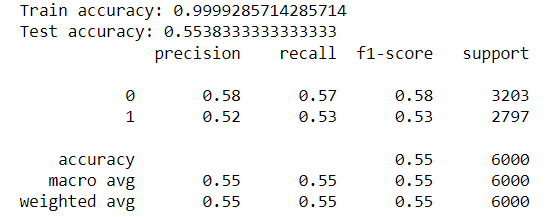 Train accuracy: 0.9999285714285714
Test accuracy: 0.5538333333333333
precision recall f1-score support
0 0.58 0.57 0.58 3203
1 0.52 0.53 0.53 2797
accuracy 0.55 6000
macro avg 0.55 0.55 0.55 6000
weighted avg 0.55 0.55 0.55 6000